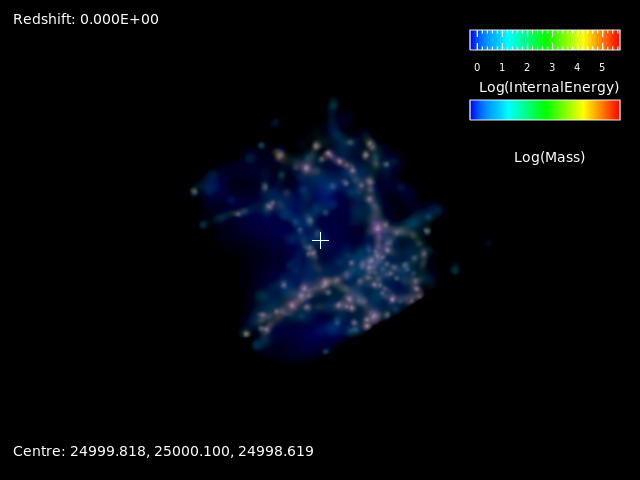 Redshift: 0.000E+00
0 1 2 3 4 5
Log(InternalEnergy)
Log(Mass)
Centre: 24999.818, 25000.100, 24998.619